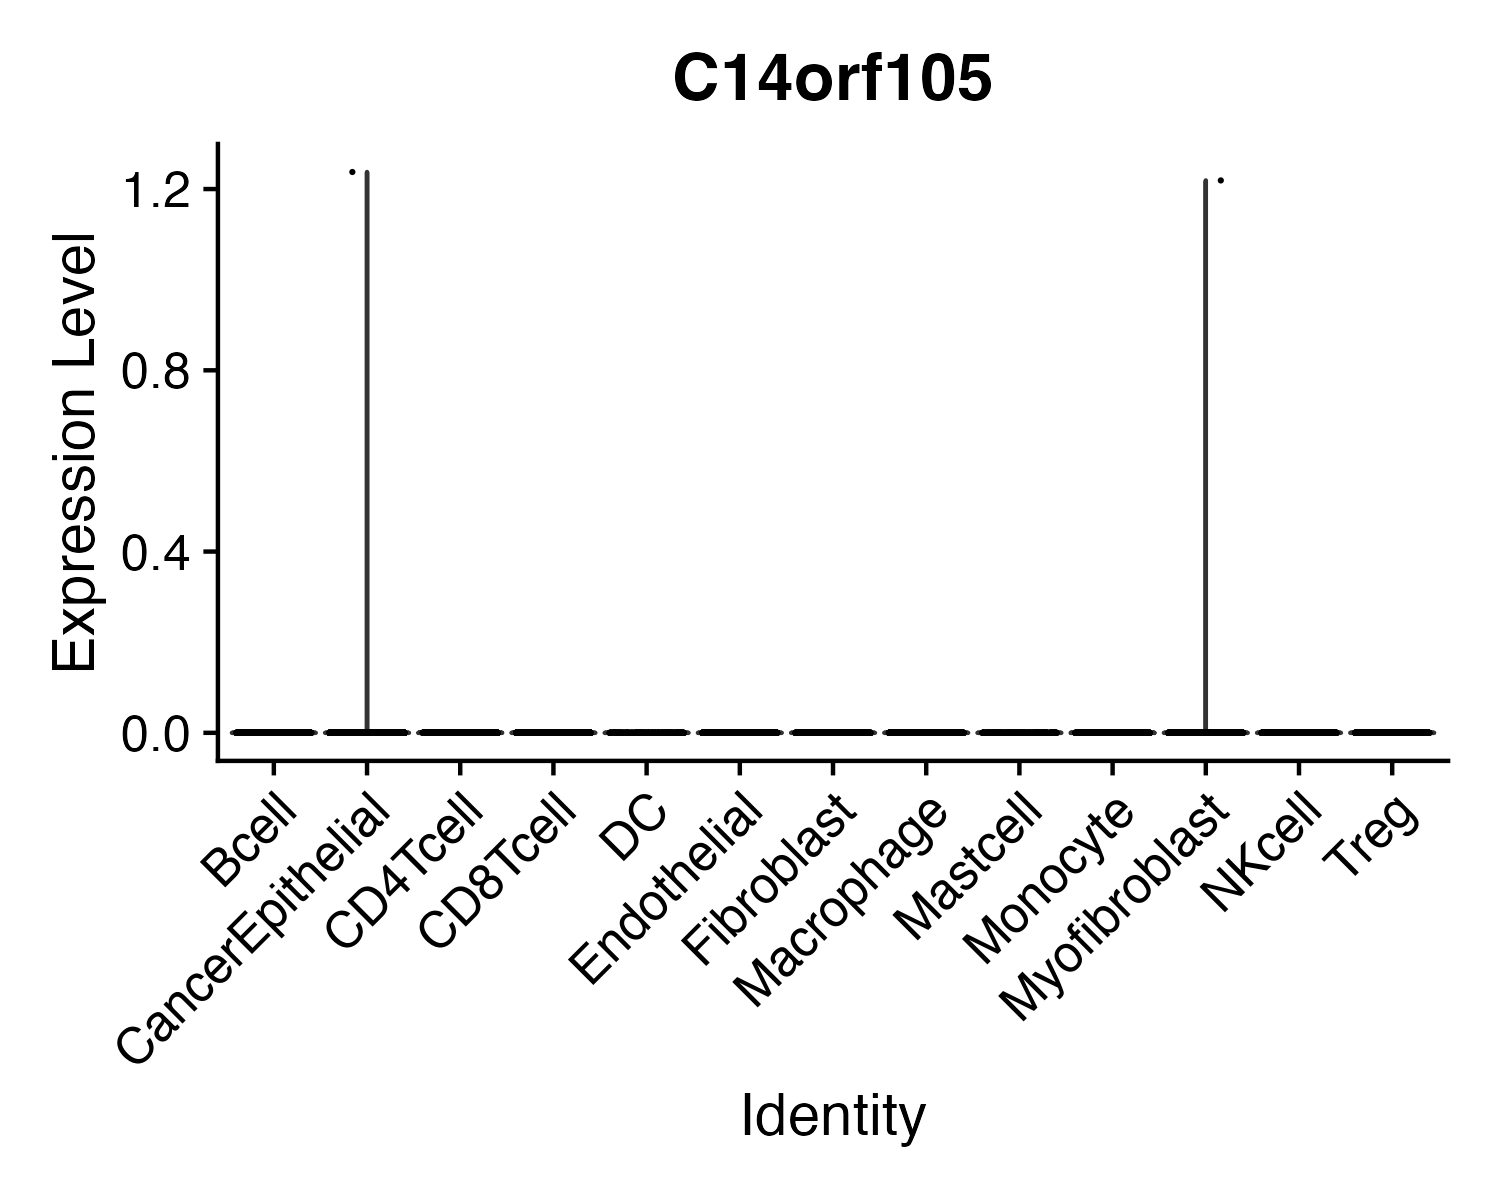 C14orf105
Expression Level
1.2
0.8
0.4
0.0
Bcell
CancerEpithelial
CD4Tcell
CD8Tcell
DC
Endothelial
Fibroblast
Macrophage
Mastcell
Monocyte
Myofibroblast
NKcell
Treg
Identity